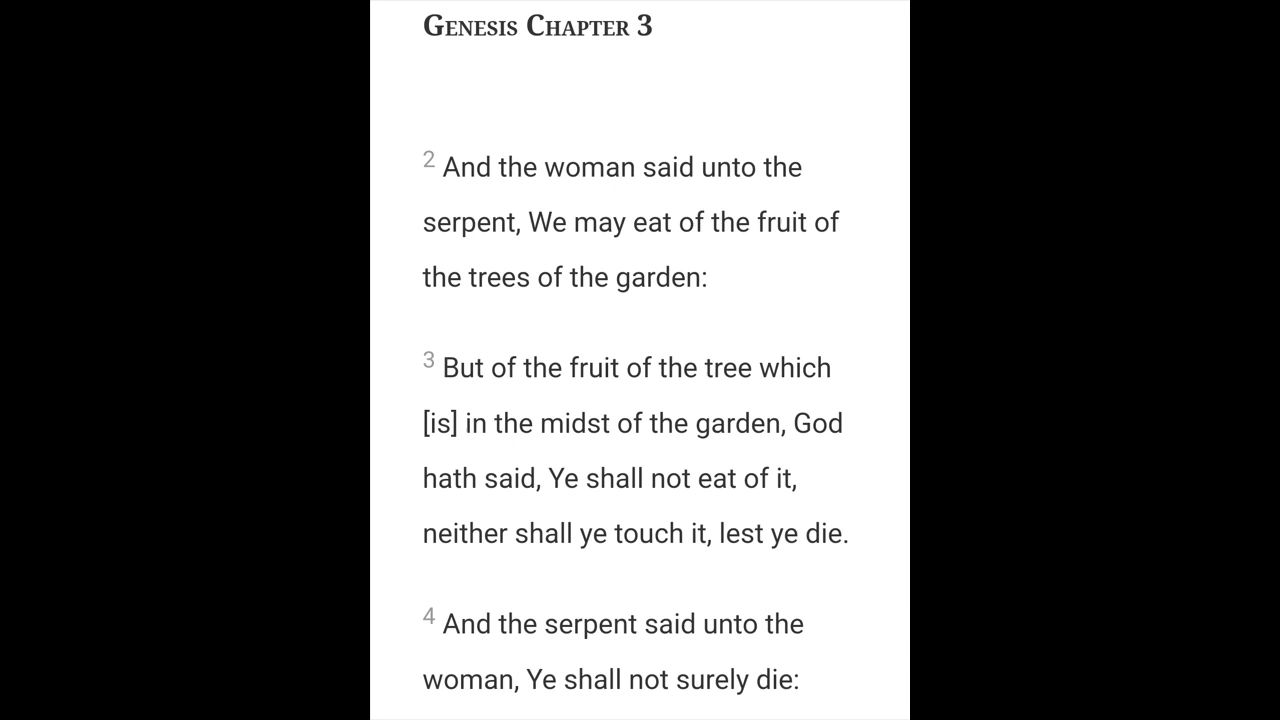 Genesis Chapter 3
2 And the woman said unto the
serpent, We may eat of the fruit of
the trees of the garden:
3 But of the fruit of the tree which
[is] in the midst of the garden, God
hath said, Ye shall not eat of it,
neither shall ye touch it, lest ye die.
4 And the serpent said unto the
woman, Ye shall not surely die: